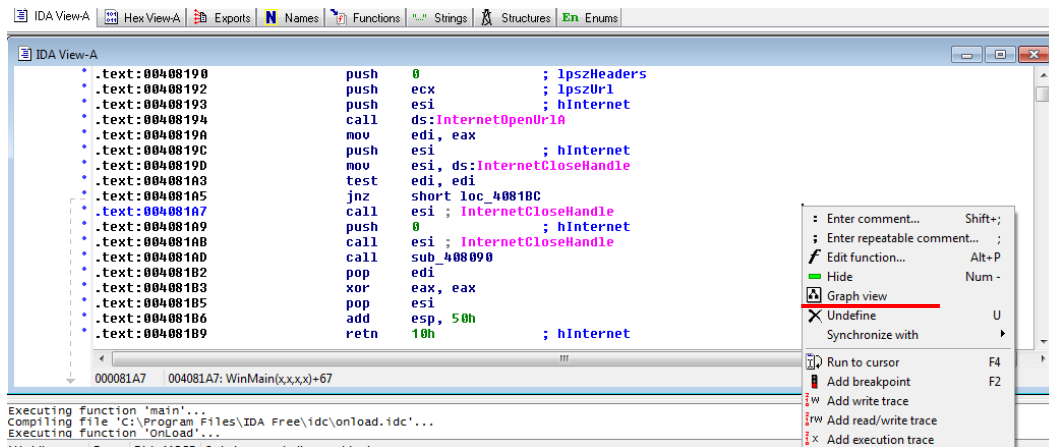 IDA View-A Hex View-A Exports N Names Functions "..." Strings Structures En Enums
IDA View-A
.text:00408190 push 0 ; lpszHeaders
.text:00408192 push ecx ; lpszUrl
.text:00408193 push esi ; hInternet
.text:00408194 call ds:InternetOpenUrlA
.text:0040819A mov edi, eax
.text:0040819C push esi ; hInternet
.text:0040819D mov esi, ds:InternetCloseHandle
.text:004081A3 test edi, edi
.text:004081A5 jnz short loc_4081BC
.text:004081A7 call esi ; InternetCloseHandle
.text:004081A9 push 0 ; hInternet
.text:004081AB call esi ; InternetCloseHandle
.text:004081AD call sub_408090
.text:004081B2 pop edi
.text:004081B3 xor eax, eax
.text:004081B5 pop esi
.text:004081B6 add esp, 50h
.text:004081B9 retn 10h ; hInternet
000081A7 004081A7: WinMain(x,x,x,x)+67
: Enter comment... Shift+;
; Enter repeatable comment... ;
f Edit function... Alt+P
Hide Num -
Graph view
Undefine U
Synchronize with
Run to cursor F4
Add breakpoint F2
Add write trace
Add read/write trace
Add execution trace
Executing function 'main'...
Compiling file 'C:\Program Files\IDA Free\idc\onload.idc'...
Executing function 'OnLoad'...